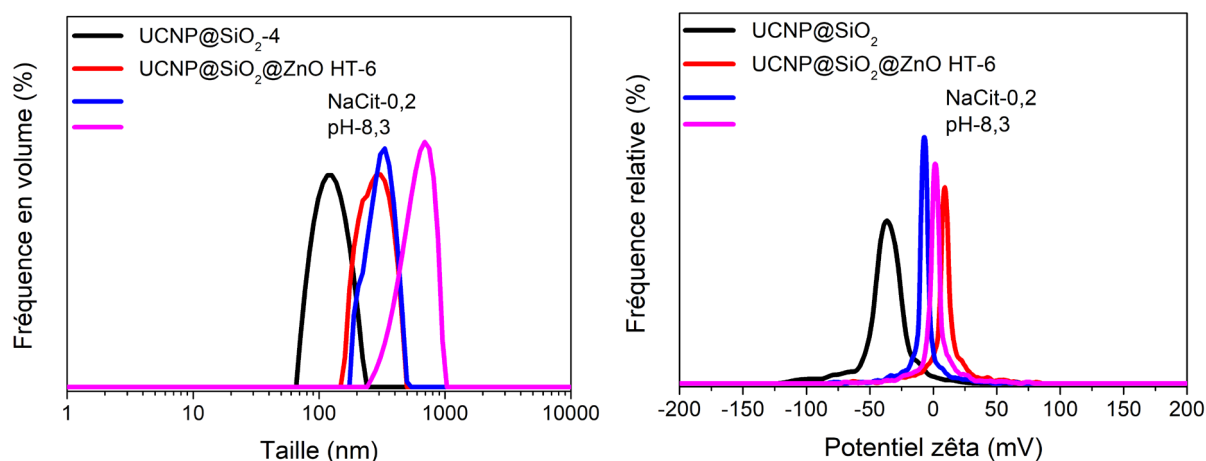 Fréquence en volume (%)
UCNP@SiO₂-4
UCNP@SiO₂@ZnO HT-6
NaCit-0,2
pH-8,3
1 10 100 1000 10000
Taille (nm)
Fréquence relative (%)
UCNP@SiO₂
UCNP@SiO₂@ZnO HT-6
NaCit-0,2
pH-8,3
-200 -150 -100 -50 0 50 100 150 200
Potentiel zêta (mV)